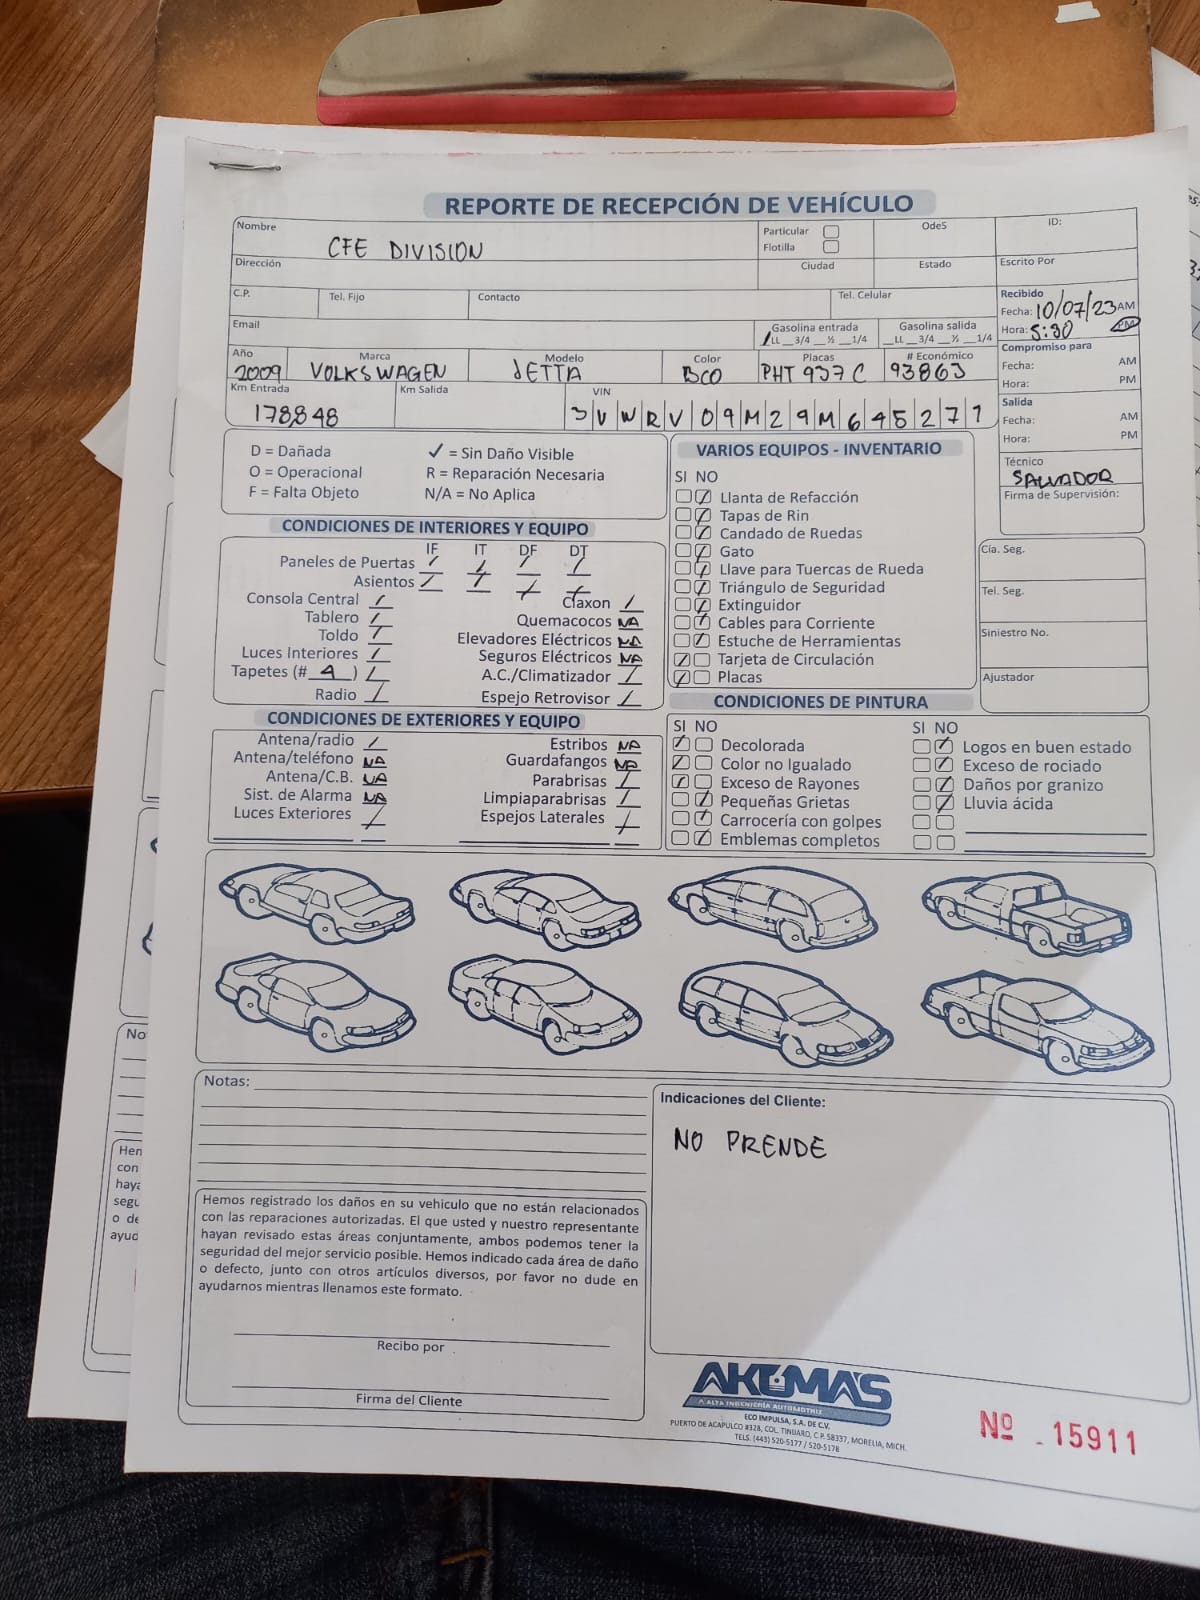 REPORTE DE RECEPCIÓN DE VEHÍCULO
Nombre CFE DIVISION
Particular
Flotilla
OdeS
ID:
Dirección
Ciudad
Estado
Escrito Por
C.P.
Tel. Fijo
Contacto
Tel. Celular
Recibido
Fecha: 10/07/23 AM
Hora: 5:30 PM
Email
Gasolina entrada
LL __3/4 __½ __1/4
Gasolina salida
__LL __3/4 __½ __1/4
Compromiso para
Fecha: AM
Hora: PM
Año 2009
Marca VOLKSWAGEN
Modelo JETTA
Color BCO
Placas PHT 937 C
# Económico 93863
Km Entrada 178,848
Km Salida
VIN 3VWRV09M29M645271
Salida
Fecha: AM
Hora: PM
Técnico
SALVADOR
Firma de Supervisión:
Cía. Seg.
Tel. Seg.
Siniestro No.
Ajustador
D = Dañada
O = Operacional
F = Falta Objeto
✓ = Sin Daño Visible
R = Reparación Necesaria
N/A = No Aplica
CONDICIONES DE INTERIORES Y EQUIPO
IF IT DF DT
Paneles de Puertas / / / /
Asientos / / / /
Consola Central /
Tablero /
Toldo /
Luces Interiores /
Tapetes (# 4 ) /
Radio /
Claxon /
Quemacocos NA
Elevadores Eléctricos NA
Seguros Eléctricos NA
A.C./Climatizador /
Espejo Retrovisor /
CONDICIONES DE EXTERIORES Y EQUIPO
Antena/radio /
Antena/teléfono NA
Antena/C.B. NA
Sist. de Alarma NA
Luces Exteriores /
Estribos NA
Guardafangos NA
Parabrisas /
Limpiaparabrisas /
Espejos Laterales /
VARIOS EQUIPOS - INVENTARIO
SI NO
Llanta de Refacción
Tapas de Rin
Candado de Ruedas
Gato
Llave para Tuercas de Rueda
Triángulo de Seguridad
Extinguidor
Cables para Corriente
Estuche de Herramientas
Tarjeta de Circulación
Placas
CONDICIONES DE PINTURA
SI NO
Decolorada
Color no Igualado
Exceso de Rayones
Pequeñas Grietas
Carrocería con golpes
Emblemas completos
SI NO
Logos en buen estado
Exceso de rociado
Daños por granizo
Lluvia ácida
Notas:
Indicaciones del Cliente:
NO PRENDE
Hemos registrado los daños en su vehiculo que no están relacionados
con las reparaciones autorizadas. El que usted y nuestro representante
hayan revisado estas áreas conjuntamente, ambos podemos tener la
seguridad del mejor servicio posible. Hemos indicado cada área de daño
o defecto, junto con otros artículos diversos, por favor no dude en
ayudarnos mientras llenamos este formato.
Recibo por
Firma del Cliente
AKUMA'S
ALTA INGENIERÍA AUTOMOTRIZ
ECO IMPULSA, S.A. DE C.V.
PUERTO DE ACAPULCO #328, COL. TINIJARO, C.P. 58337, MORELIA, MICH.
TELS. (443) 520-5177 / 520-5178
Nº 15911
No
Hen
con
haya
segu
o de
ayud